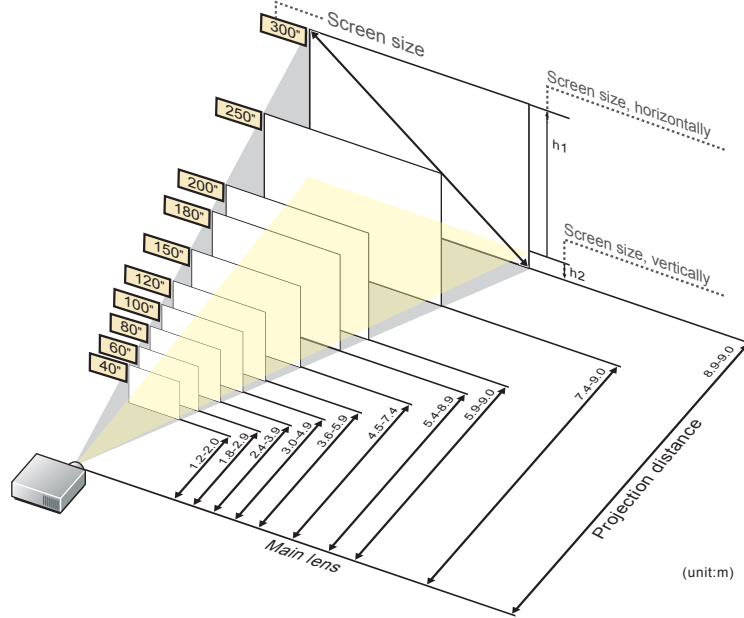 Screen size
300"
Screen size, horizontally
250"
h1
200"
180"
Screen size, vertically
150"
h2
120"
100"
80"
60"
40"
8.9-9.0
7.4-9.0
5.9-9.0
5.4-8.9
4.5-7.4
3.6-5.9
3.0-4.9
2.4-3.9
1.8-2.9
1.2-2.0
Projection distance
Main lens
(unit:m)